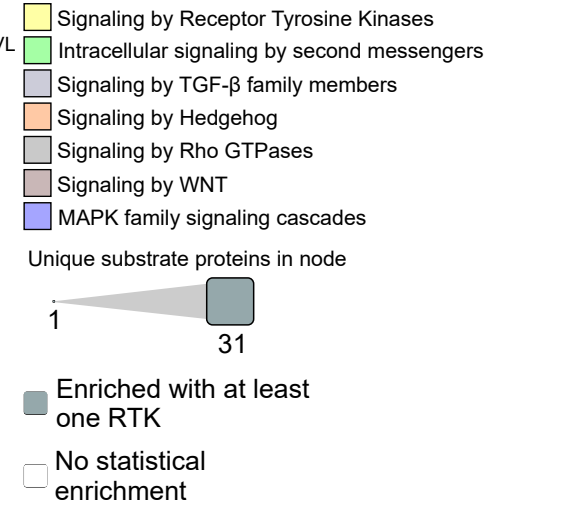 Signaling by Receptor Tyrosine Kinases
VL
Intracellular signaling by second messengers
Signaling by TGF-β family members
Signaling by Hedgehog
Signaling by Rho GTPases
Signaling by WNT
MAPK family signaling cascades
Unique substrate proteins in node
1
31
Enriched with at least
one RTK
No statistical
enrichment